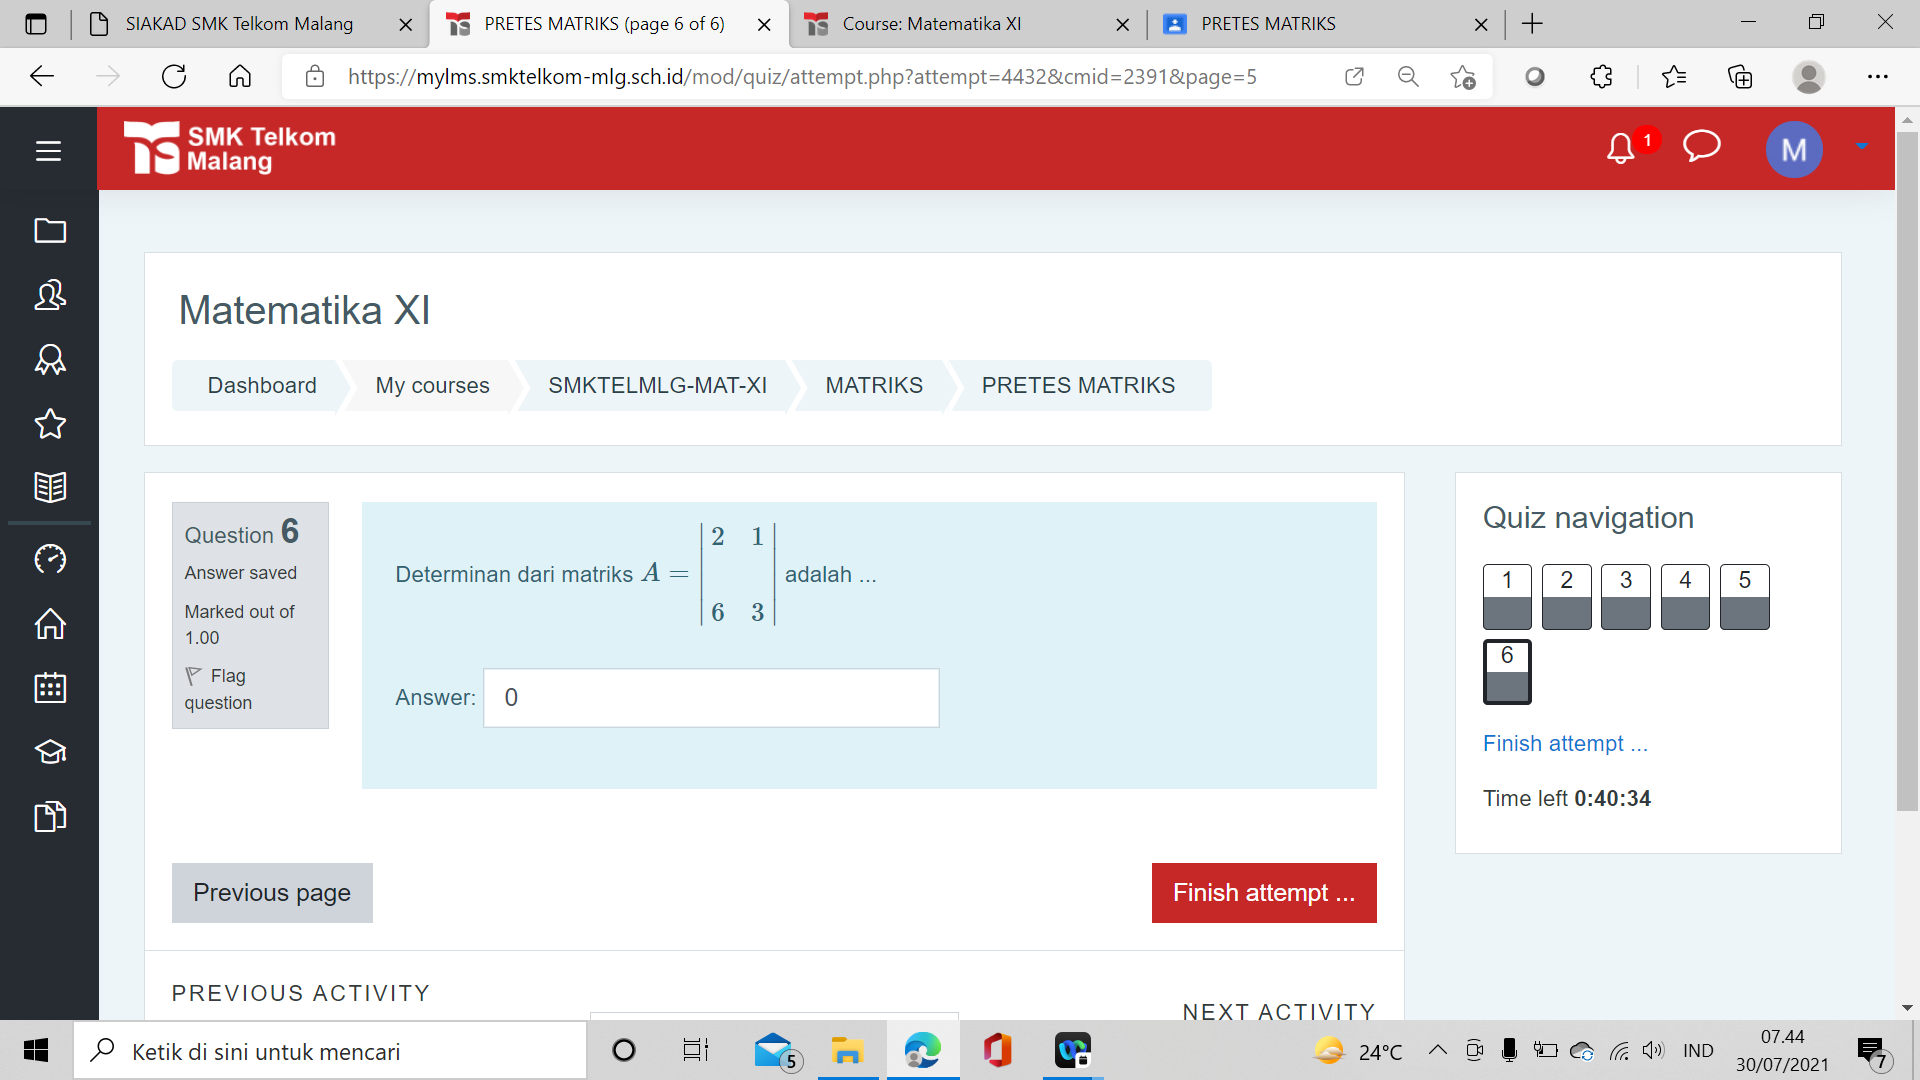 SIAKAD SMK Telkom Malang
PRETES MATRIKS (page 6 of 6)
Course: Matematika XI
PRETES MATRIKS
https://mylms.smktelkom-mlg.sch.id/mod/quiz/attempt.php?attempt=4432&cmid=2391&page=5
SMK Telkom
Malang
1
M
Matematika XI
Dashboard
My courses
SMKTELMLG-MAT-XI
MATRIKS
PRETES MATRIKS
Question 6
Answer saved
Marked out of
1.00
Flag
question
2 1
Determinan dari matriks A = adalah ...
6 3
Answer: 0
Quiz navigation
1 2 3 4 5
6
Finish attempt ...
Time left 0:40:34
Previous page
Finish attempt ...
PREVIOUS ACTIVITY
NEXT ACTIVITY
Ketik di sini untuk mencari
5
24°C
IND
07.44
30/07/2021
7